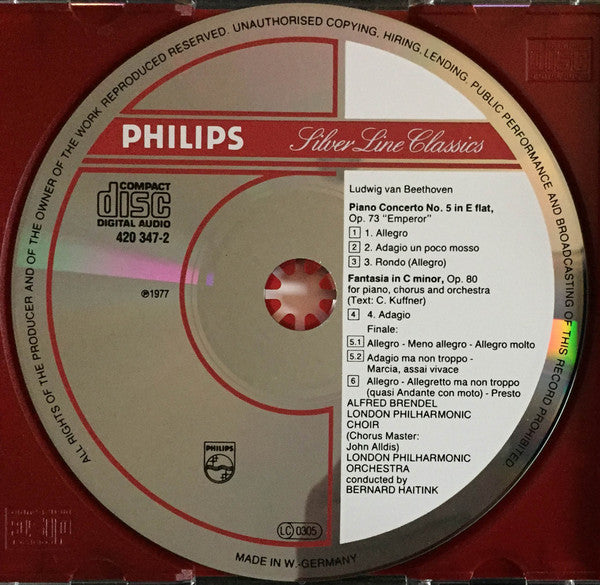 ALL RIGHTS OF THE PRODUCER AND OF THE OWNER OF THE WORK REPRODUCED RESERVED. UNAUTHORISED COPYING, HIRING, LENDING, PUBLIC PERFORMANCE AND BROADCASTING OF THIS RECORD PROHIBITED.
PHILIPS Silver Line Classics
COMPACT
disc
DIGITAL AUDIO
420 347-2
℗1977
Ludwig van Beethoven
Piano Concerto No. 5 in E flat,
Op. 73 "Emperor"
1 1. Allegro
2 2. Adagio un poco mosso
3 3. Rondo (Allegro)
Fantasia in C minor, Op. 80
for piano, chorus and orchestra
(Text: C. Kuffner)
4 4. Adagio
Finale:
5.1 Allegro - Meno allegro - Allegro molto
5.2 Adagio ma non troppo -
Marcia, assai vivace
6 Allegro - Allegretto ma non troppo
(quasi Andante con moto) - Presto
ALFRED BRENDEL
LONDON PHILHARMONIC
CHOIR
(Chorus Master:
John Alldis)
LONDON PHILHARMONIC
ORCHESTRA
conducted by
BERNARD HAITINK
PHILIPS
LC 0305
MADE IN W.-GERMANY